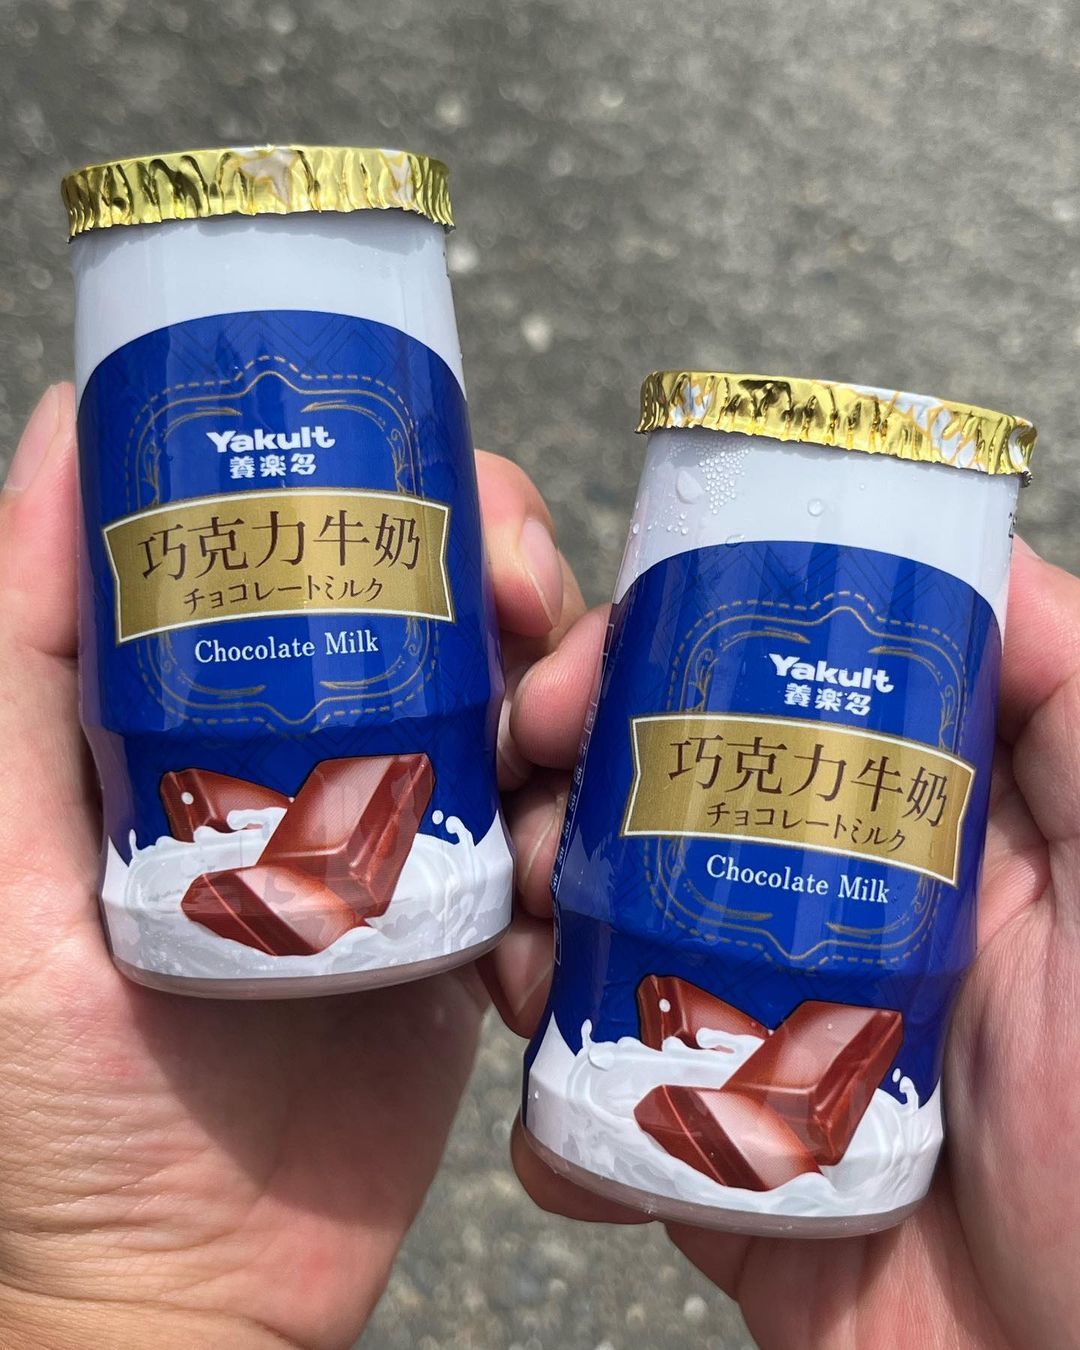 Yakult
養楽多
巧克力牛奶
チョコレートミルク
Chocolate Milk
Yakult
養楽多
巧克力牛奶
チョコレートミルク
Chocolate Milk